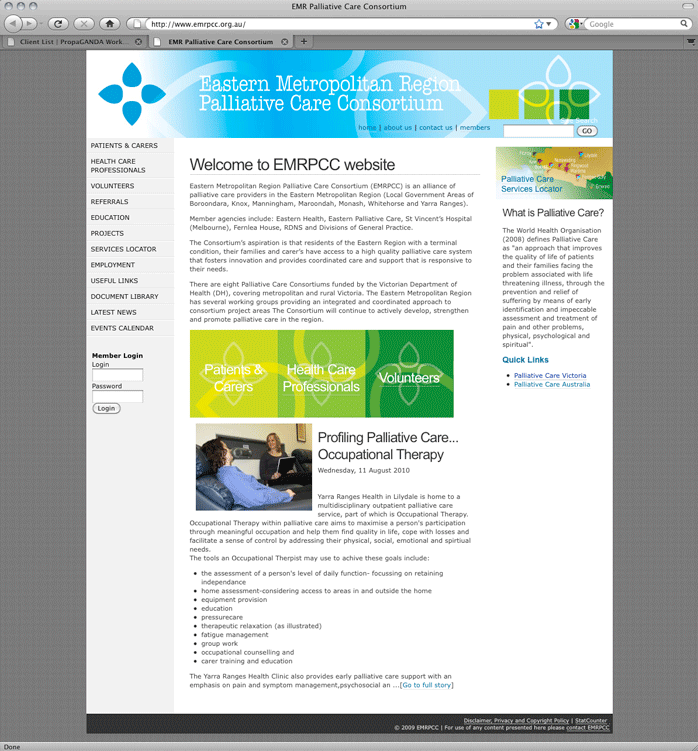 EMR Palliative Care Consortium
http://www.emrpcc.org.au/
Google
Client List | PropaGANDA Work...
EMR Palliative Care Consortium
Eastern Metropolitan Region
Palliative Care Consortium
home | about us | contact us | members
GO
PATIENTS & CARERS
HEALTH CARE
PROFESSIONALS
VOLUNTEERS
REFERRALS
EDUCATION
PROJECTS
SERVICES LOCATOR
EMPLOYMENT
USEFUL LINKS
DOCUMENT LIBRARY
LATEST NEWS
EVENTS CALENDAR
Member Login
Login
Password
Login
Welcome to EMRPCC website
Eastern Metropolitan Region Palliative Care Consortium (EMRPCC) is an alliance of
palliative care providers in the Eastern Metropolitan Region (Local Government Areas of
Boroondara, Knox, Manningham, Maroondah, Monash, Whitehorse and Yarra Ranges).
Member agencies include: Eastern Health, Eastern Palliative Care, St Vincent's Hospital
(Melbourne), Fernlea House, RDNS and Divisions of General Practice.
The Consortium's aspiration is that residents of the Eastern Region with a terminal
condition, their families and carer's have access to a high quality palliative care system
that fosters innovation and provides coordinated care and support that is responsive to
their needs.
There are eight Palliative Care Consortiums funded by the Victorian Department of
Health (DH), covering metropolitan and rural Victoria. The Eastern Metropolitan Region
has several working groups providing an integrated and coordinated approach to
consortium project areas The Consortium will continue to actively develop, strengthen
and promote palliative care in the region.
Patients &
Carers
Health Care
Professionals
Volunteers
Profiling Palliative Care...
Occupational Therapy
Wednesday, 11 August 2010
Yarra Ranges Health in Lilydale is home to a
multidisciplinary outpatient palliative care
service, part of which is Occupational Therapy.
Occupational Therapy within palliative care aims to maximise a person's participation
through meaningful occupation and help them find quality in life, cope with losses and
facilitate a sense of control by addressing their physical, social, emotional and spirtiual
needs.
The tools an Occupational Therpist may use to achive these goals include:
• the assessment of a person's level of daily function- focussing on retaining
independance
• home assessment-considering access to areas in and outside the home
• equipment provision
• education
• pressurecare
• therapeutic relaxation (as illustrated)
• fatigue management
• group work
• occupational counselling and
• carer training and education
The Yarra Ranges Health Clinic also provides early palliative care support with an
emphasis on pain and symptom management,psychosocial an ...[Go to full story]
Palliative Care
Services Locator
What is Palliative Care?
The World Health Organisation
(2008) defines Palliative Care
as "an approach that improves
the quality of life of patients
and their families facing the
problem associated with life
threatening illness, through the
prevention and relief of
suffering by means of early
identification and impeccable
assessment and treatment of
pain and other problems,
physical, psychological and
spiritual".
Quick Links
• Palliative Care Victoria
• Palliative Care Australia
Disclaimer, Privacy and Copyright Policy | StatCounter
© 2009 EMRPCC | For use of any content presented here please contact EMRPCC
Done